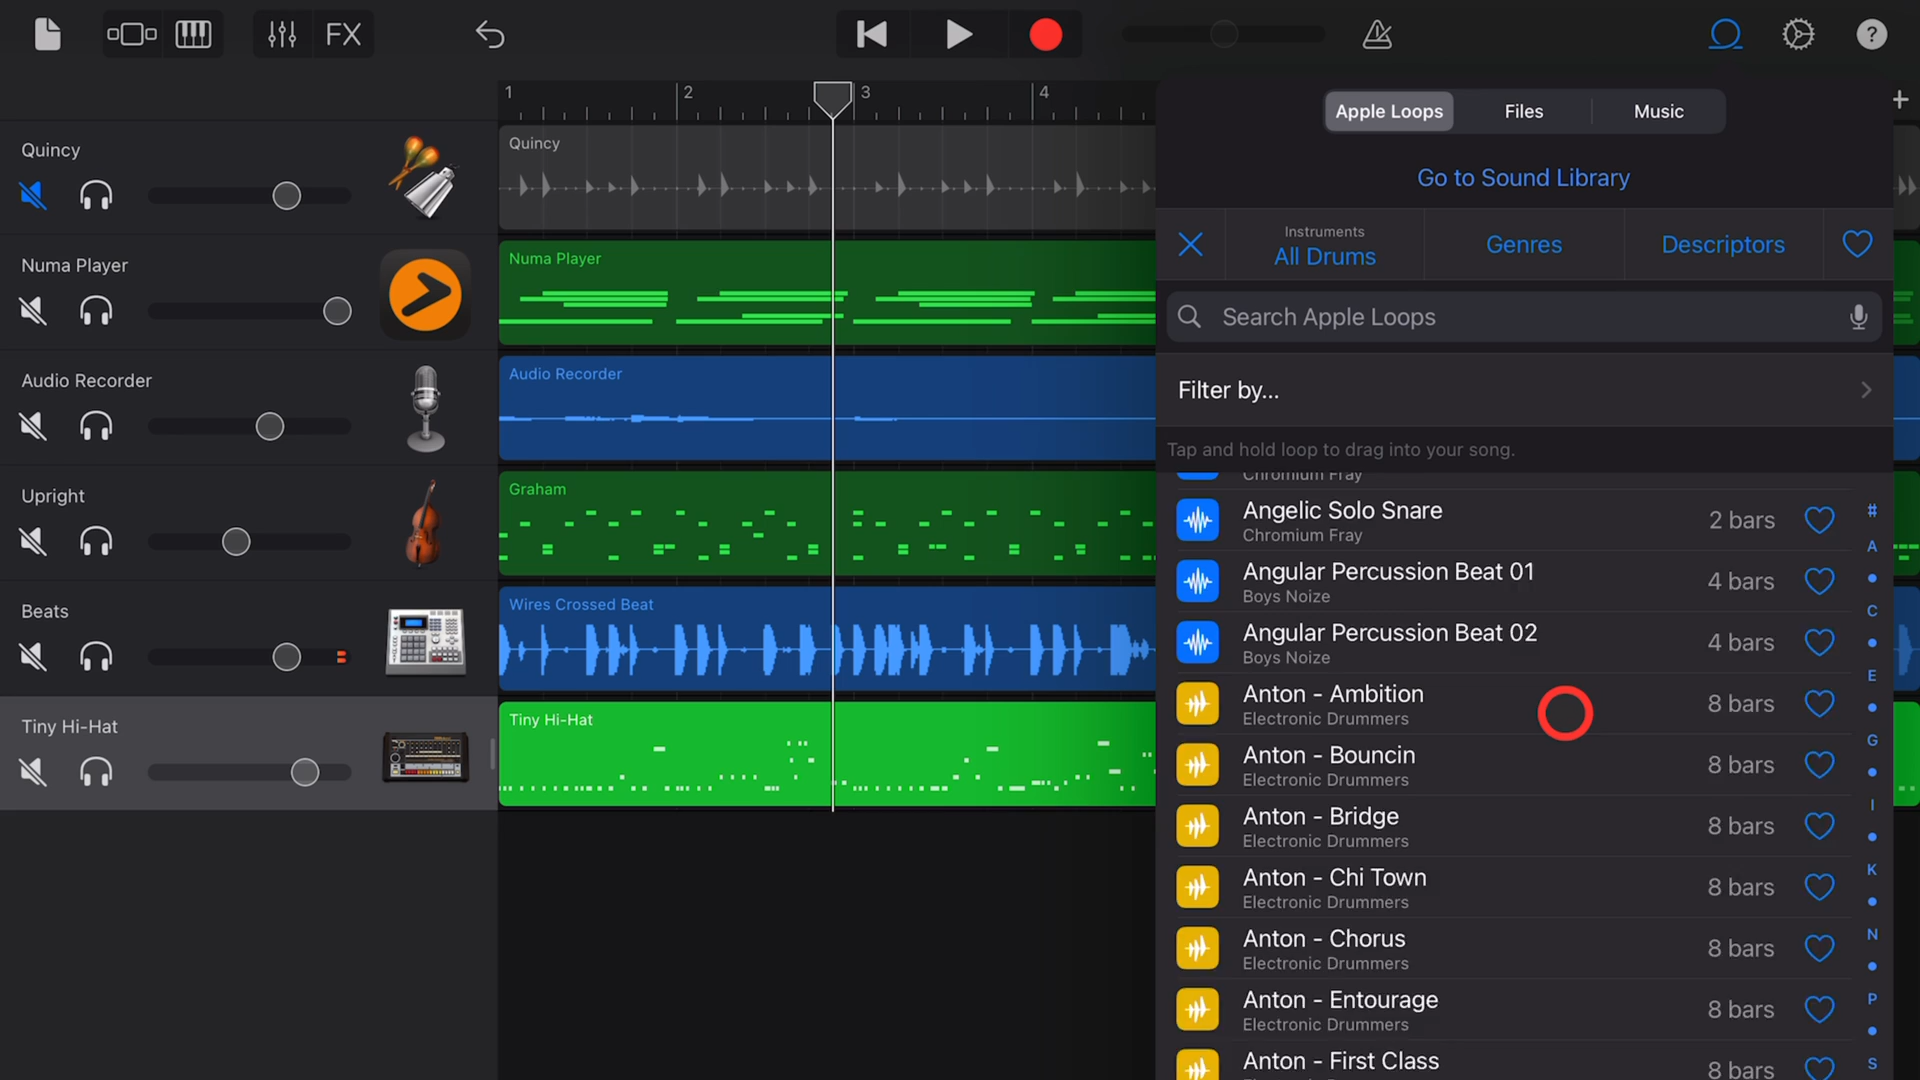 FX
?
1
2
3
4
+
Apple Loops
Files
Music
Go to Sound Library
Instruments
All Drums
Genres
Descriptors
Search Apple Loops
Filter by...
Tap and hold loop to drag into your song.
Quincy
Quincy
Numa Player
Numa Player
Audio Recorder
Audio Recorder
Upright
Graham
Beats
Wires Crossed Beat
Tiny Hi-Hat
Tiny Hi-Hat
Chromium Fray
Angelic Solo Snare
Chromium Fray
2 bars
Angular Percussion Beat 01
Boys Noize
4 bars
Angular Percussion Beat 02
Boys Noize
4 bars
Anton - Ambition
Electronic Drummers
8 bars
Anton - Bouncin
Electronic Drummers
8 bars
Anton - Bridge
Electronic Drummers
8 bars
Anton - Chi Town
Electronic Drummers
8 bars
Anton - Chorus
Electronic Drummers
8 bars
Anton - Entourage
Electronic Drummers
8 bars
Anton - First Class
8 bars
#
A
C
E
G
I
K
N
P
S